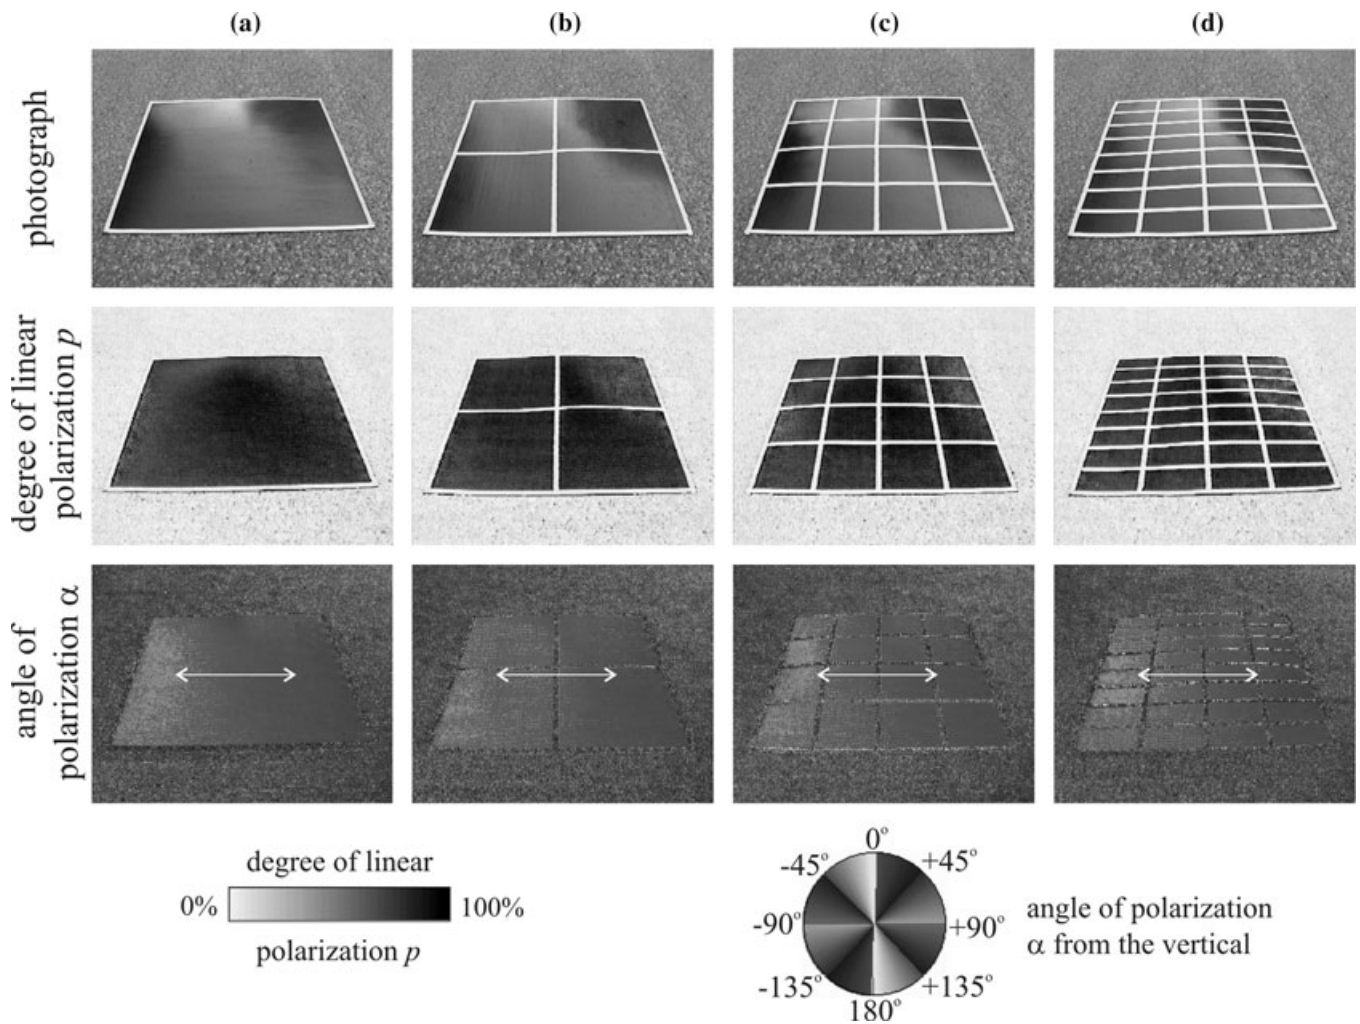 (a) (b) (c) (d)
photograph
degree of linear
polarization p
angle of
polarization α
degree of linear
0% 100%
polarization p
0°
-45° +45°
-90° +90°
-135° +135°
180°
angle of polarization
α from the vertical